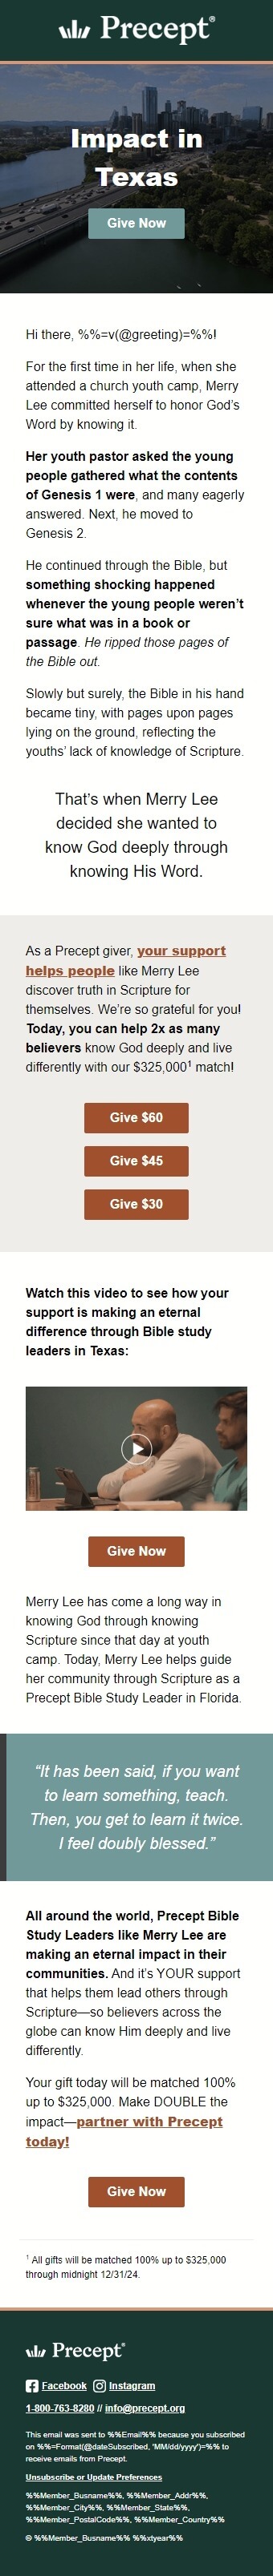 Precept®
Impact in
Texas
Give Now
Hi there, %%=v(@greeting)=%%!
For the first time in her life, when she
attended a church youth camp, Merry
Lee committed herself to honor God's
Word by knowing it.
Her youth pastor asked the young
people gathered what the contents
of Genesis 1 were, and many eagerly
answered. Next, he moved to
Genesis 2.
He continued through the Bible, but
something shocking happened
whenever the young people weren't
sure what was in a book or
passage. He ripped those pages of
the Bible out.
Slowly but surely, the Bible in his hand
became tiny, with pages upon pages
lying on the ground, reflecting the
youths' lack of knowledge of Scripture.
That's when Merry Lee
decided she wanted to
know God deeply through
knowing His Word.
As a Precept giver, your support
helps people like Merry Lee
discover truth in Scripture for
themselves. We're so grateful for you!
Today, you can help 2x as many
believers know God deeply and live
differently with our $325,000¹ match!
Give $60
Give $45
Give $30
Watch this video to see how your
support is making an eternal
difference through Bible study
leaders in Texas:
Give Now
Merry Lee has come a long way in
knowing God through knowing
Scripture since that day at youth
camp. Today, Merry Lee helps guide
her community through Scripture as a
Precept Bible Study Leader in Florida.
“It has been said, if you want
to learn something, teach.
Then, you get to learn it twice.
I feel doubly blessed.”
All around the world, Precept Bible
Study Leaders like Merry Lee are
making an eternal impact in their
communities. And it's YOUR support
that helps them lead others through
Scripture—so believers across the
globe can know Him deeply and live
differently.
Your gift today will be matched 100%
up to $325,000. Make DOUBLE the
impact—partner with Precept
today!
Give Now
¹ All gifts will be matched 100% up to $325,000
through midnight 12/31/24.
Precept®
Facebook Instagram
1-800-763-8280 // info@precept.org
This email was sent to %%Email%% because you subscribed
on %%=Format(@dateSubscribed, 'MM/dd/yyyy')=%% to
receive emails from Precept.
Unsubscribe or Update Preferences
%%Member_Busname%%, %%Member_Addr%%,
%%Member_City%%, %%Member_State%%,
%%Member_PostalCode%%, %%Member_Country%%
© %%Member_Busname%% %%xtyear%%